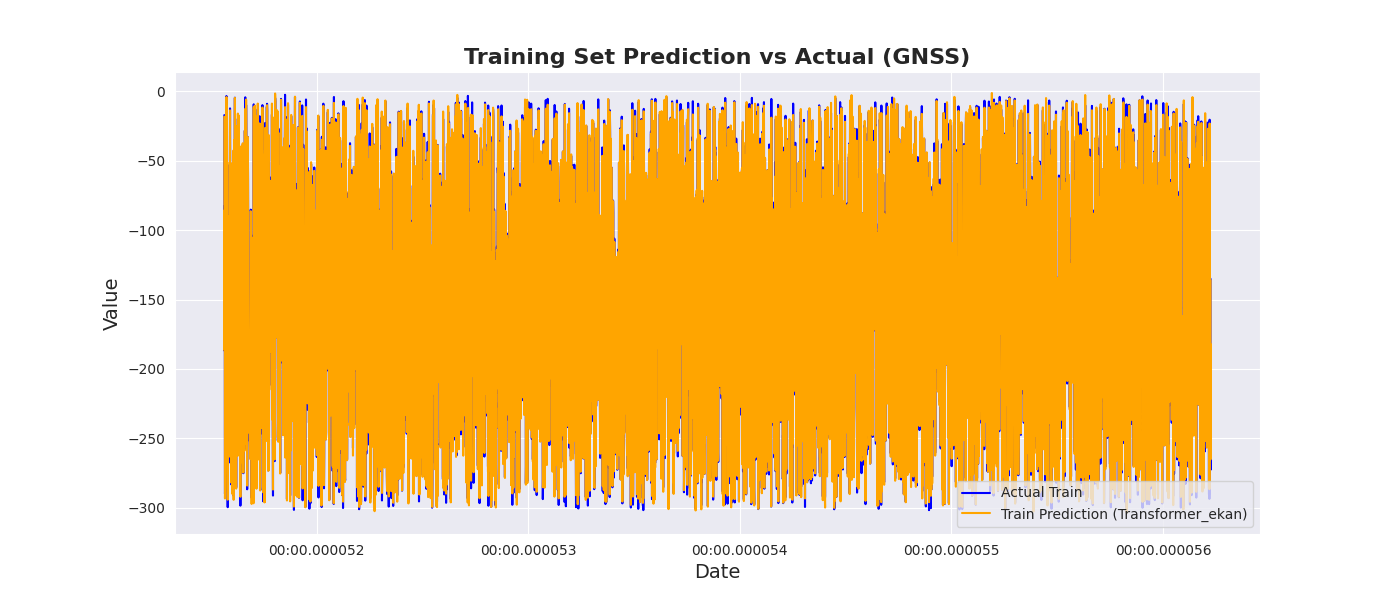 Training Set Prediction vs Actual (GNSS)
Value
0
−50
−100
−150
−200
−250
−300
Actual Train
Train Prediction (Transformer_ekan)
00:00.000052
00:00.000053
00:00.000054
00:00.000055
00:00.000056
Date